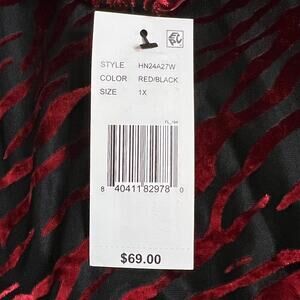 STYLE HN24A27W
COLOR RED/BLACK
SIZE 1X
8 40411 82978 0
$69.00